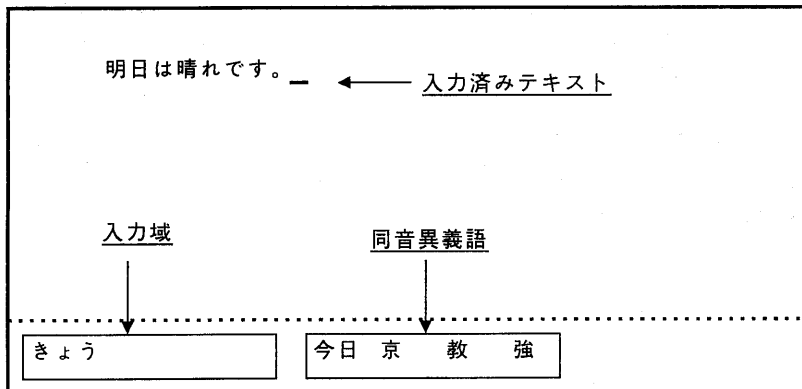 明日は晴れです。
入力済みテキスト
入力域
同音異義語
きょう
今日 京 教 強